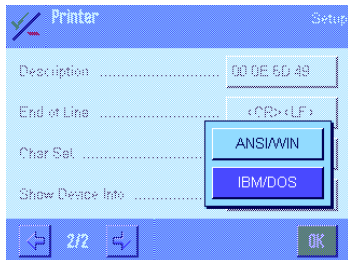 Printer Setup
Description ........................ 00 0E 6D 49
End of Line ........................ <CR><LF>
ANSI/WIN
Char Set ........................
IBM/DOS
Show Device Info ................
2/2 OK